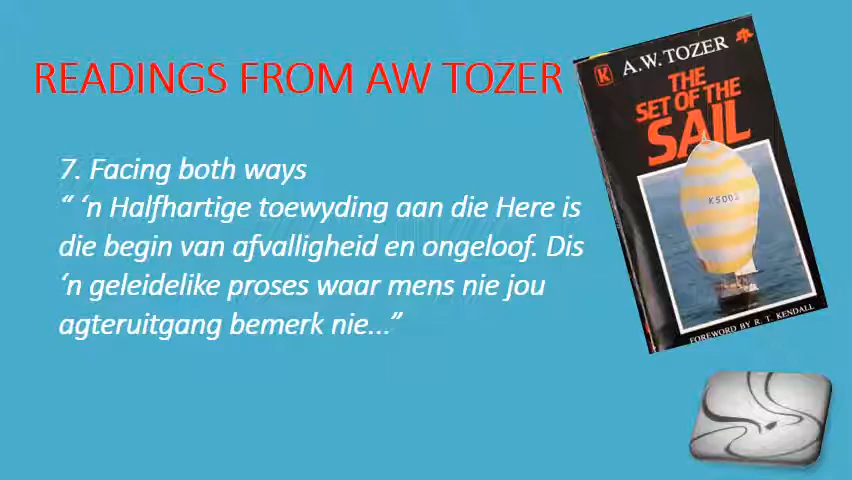 READINGS FROM AW TOZER
7. Facing both ways
“ ‘n Halfhartige toewyding aan die Here is
die begin van afvalligheid en ongeloof. Dis
‘n geleidelike proses waar mens nie jou
agteruitgang bemerk nie...”
K
A.W. TOZER
THE
SET OF THE
SAIL
K5003
FOREWORD BY R. T. KENDALL